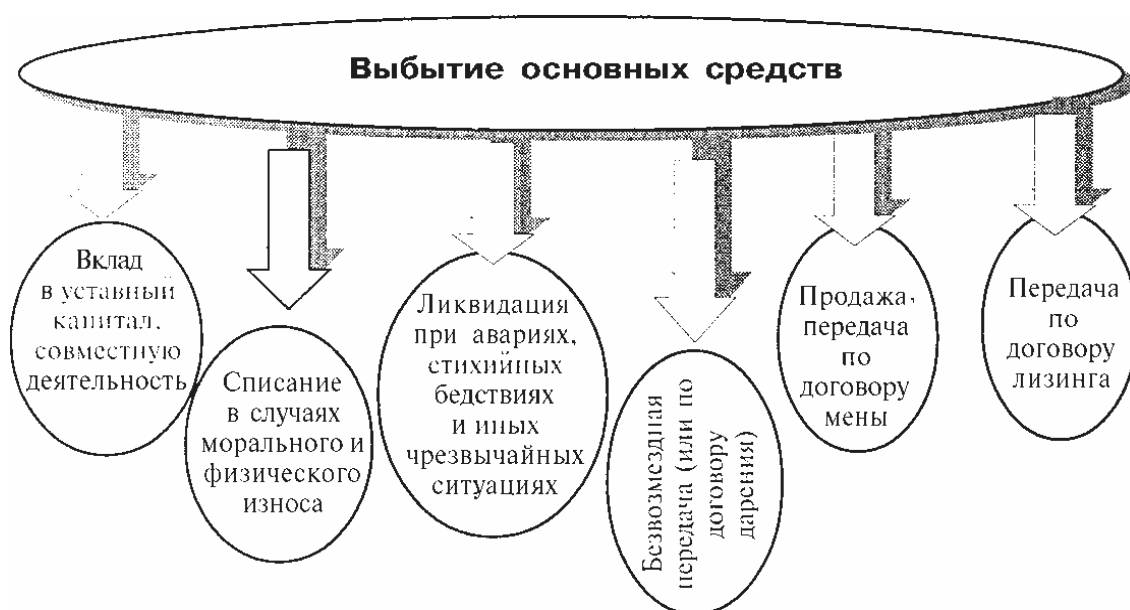 Выбытие основных средств
Вклад
в уставный
капитал,
совместную
деятельность
Списание
в случаях
морального и
физического
износа
Ликвидация
при авариях,
стихийных
бедствиях
и иных
чрезвычайных
ситуациях
Безвозмездная
передача (или по
договору
дарения)
Продажа,
передача
по
договору
мены
Передача
по
договору
лизинга